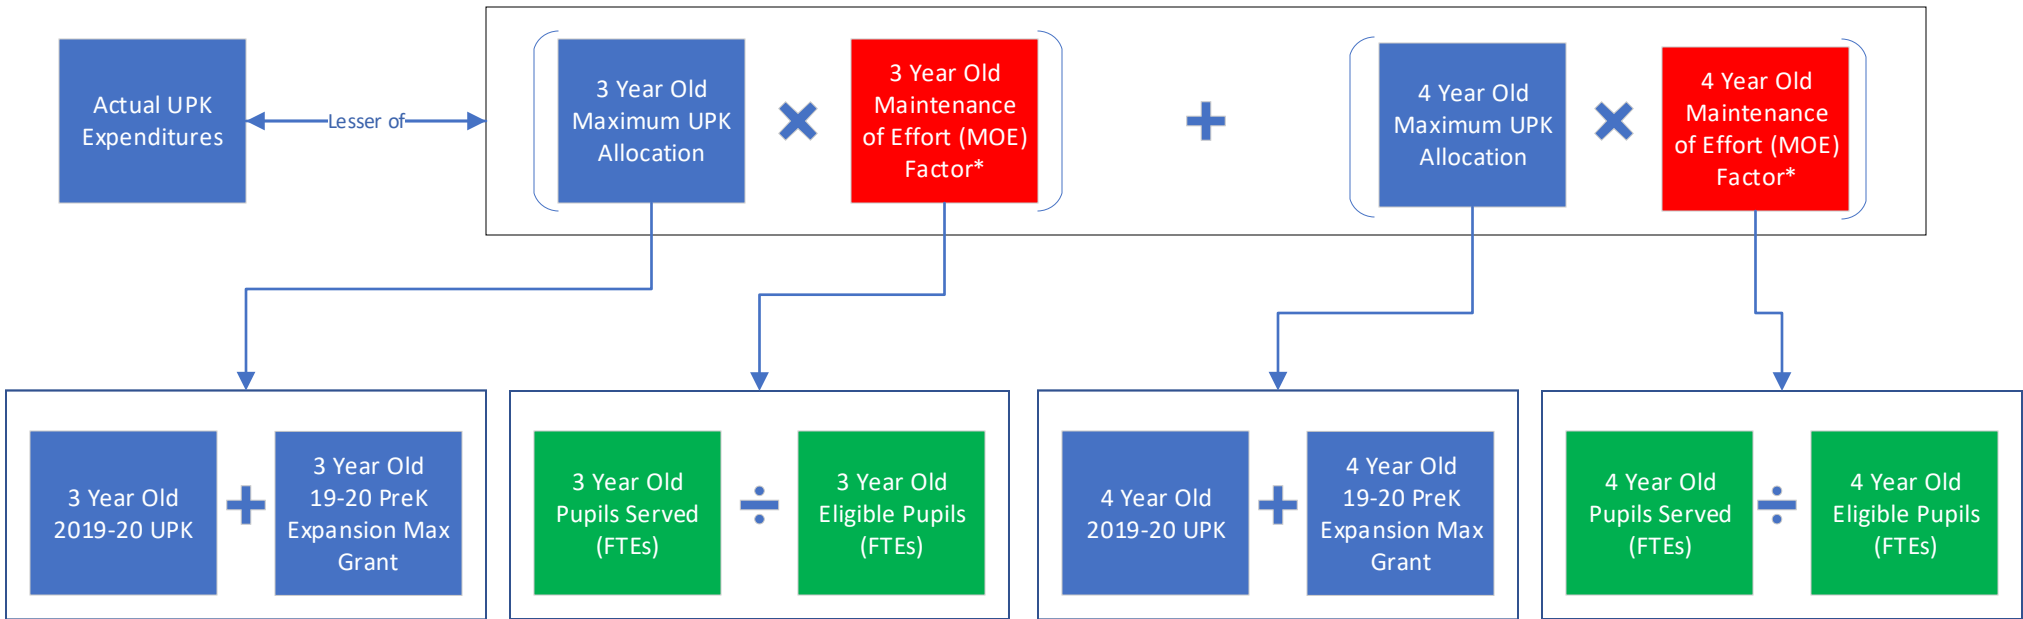 Actual UPK
Expenditures
Lesser of
3 Year Old
Maximum UPK
Allocation
3 Year Old
Maintenance
of Effort (MOE)
Factor*
4 Year Old
Maximum UPK
Allocation
4 Year Old
Maintenance
of Effort (MOE)
Factor*
3 Year Old
2019-20 UPK
3 Year Old
19-20 PreK
Expansion Max
Grant
3 Year Old
Pupils Served
(FTEs)
3 Year Old
Eligible Pupils
(FTEs)
4 Year Old
2019-20 UPK
4 Year Old
19-20 PreK
Expansion Max
Grant
4 Year Old
Pupils Served
(FTEs)
4 Year Old
Eligible Pupils
(FTEs)